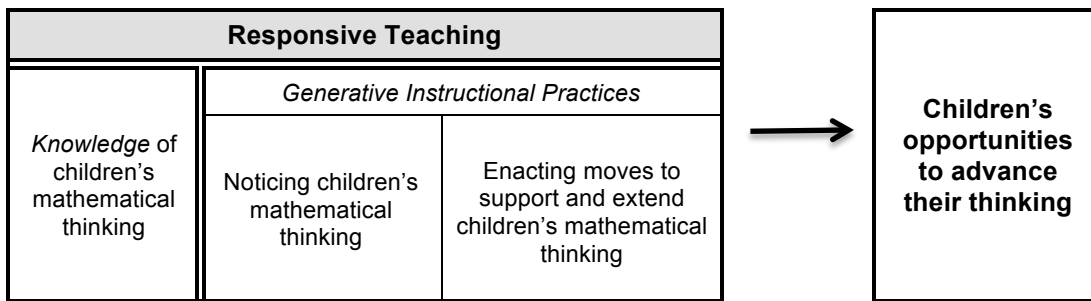 Responsive Teaching
Generative Instructional Practices
Knowledge of
children’s
mathematical
thinking
Noticing children’s
mathematical
thinking
Enacting moves to
support and extend
children’s mathematical
thinking
Children’s
opportunities
to advance
their thinking